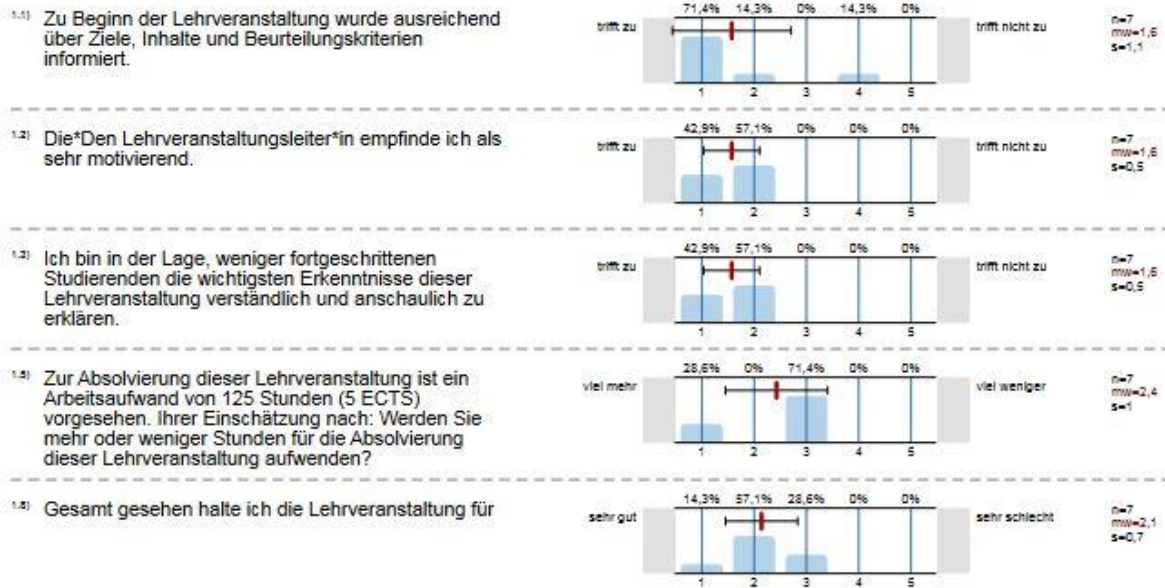 1.1) Zu Beginn der Lehrveranstaltung wurde ausreichend
über Ziele, Inhalte und Beurteilungskriterien
informiert.
trifft zu
71,4% 14,3% 0% 14,3% 0%
1 2 3 4 5
trifft nicht zu
n=7
mw=1,6
s=1,1
1.2) Die*Den Lehrveranstaltungsleiter*in empfinde ich als
sehr motivierend.
trifft zu
42,9% 57,1% 0% 0% 0%
1 2 3 4 5
trifft nicht zu
n=7
mw=1,6
s=0,5
1.3) Ich bin in der Lage, weniger fortgeschrittenen
Studierenden die wichtigsten Erkenntnisse dieser
Lehrveranstaltung verständlich und anschaulich zu
erklären.
trifft zu
42,9% 57,1% 0% 0% 0%
1 2 3 4 5
trifft nicht zu
n=7
mw=1,6
s=0,5
Zur Absolvierung dieser Lehrveranstaltung ist ein
Arbeitsaufwand von 125 Stunden (5 ECTS)
vorgesehen. Ihrer Einschätzung nach: Werden Sie
mehr oder weniger Stunden für die Absolvierung
dieser Lehrveranstaltung aufwenden?
viel mehr
28,6% 0% 71,4% 0% 0%
1 2 3 4 5
viel weniger
n=7
mw=2,4
s=1
Gesamt gesehen halte ich die Lehrveranstaltung für
sehr gut
14,3% 57,1% 28,6% 0% 0%
1 2 3 4 5
sehr schlecht
n=7
mw=2,1
s=0,7